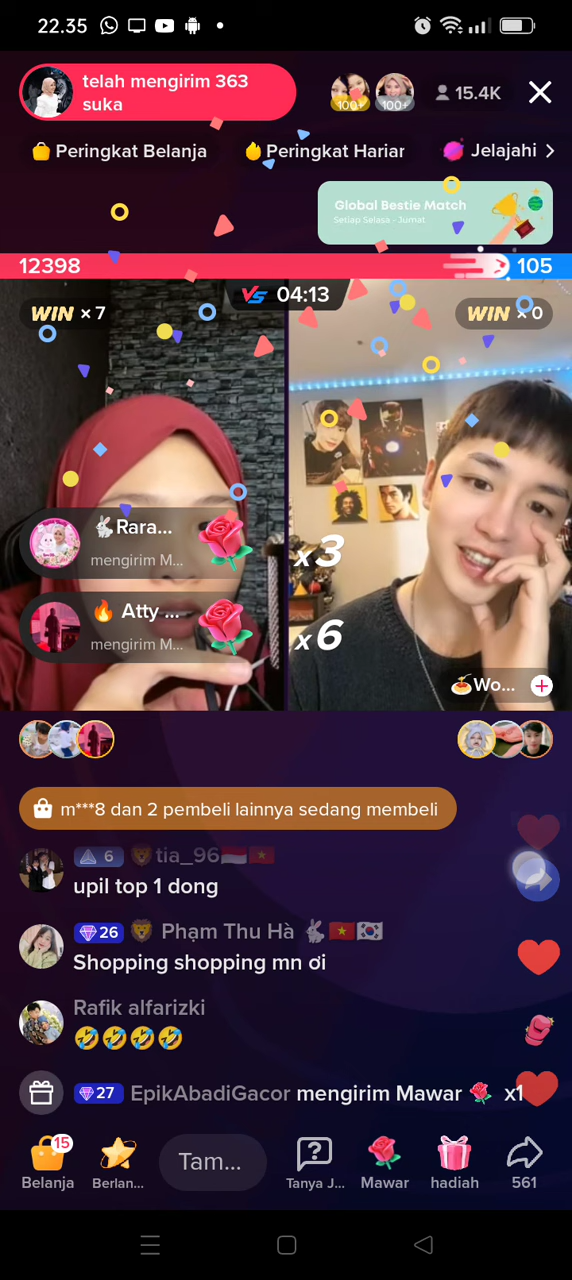 22.35
telah mengirim 363
suka
100+
100+
15.4K
Peringkat Belanja
Peringkat Harian
Jelajahi
Global Bestie Match
Setiap Selasa - Jumat
12398
105
VS 04:13
WIN × 7
WIN × 0
🐇Rara...
mengirim M...
x3
🔥 Atty ...
mengirim M...
x6
🍝Wo...
m***8 dan 2 pembeli lainnya sedang membeli
6 🦁tia_96🇮🇩🇻🇳
upil top 1 dong
26 🦁 Phạm Thu Hà 🐇🇻🇳🇰🇷
Shopping shopping mn ơi
Rafik alfarizki
🤣🤣🤣🤣
27 EpikAbadiGacor mengirim Mawar 🌹 x1
15
Tam...
Belanja
Berlan...
Tanya J...
Mawar
hadiah
561